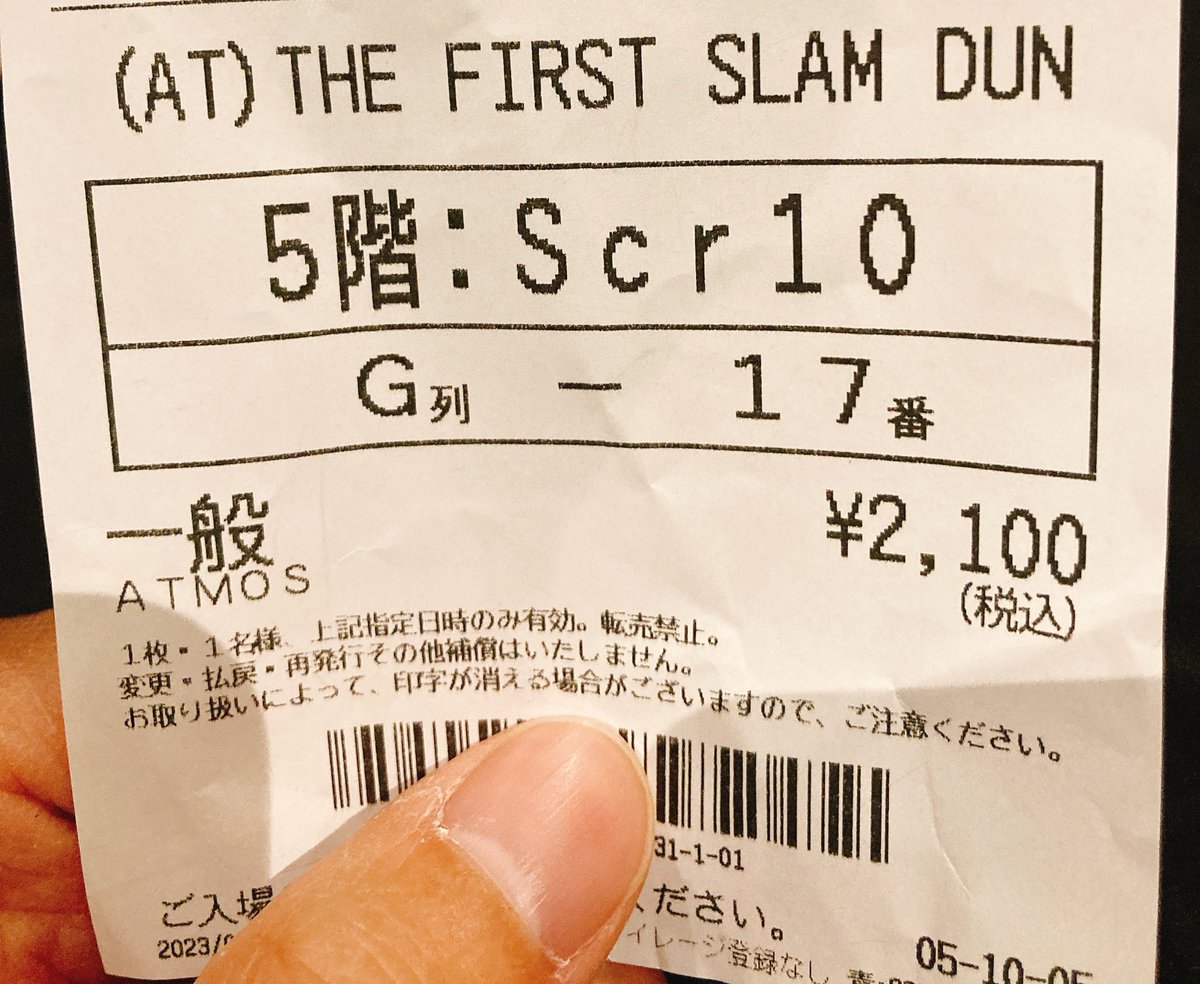 (AT)THE FIRST SLAM DUN
5階:Scr10
G列 － 17番
一般 ¥2,100
ATMOS (税込)
1枚・1名様、上記指定日時のみ有効。転売禁止。
変更・払戻・再発行その他補償はいたしません。
お取り扱いによって、印字が消える場合がございますので、ご注意ください。
31-1-01
ご入場 ください。
2023/ イレージ登録なし 05-10-05